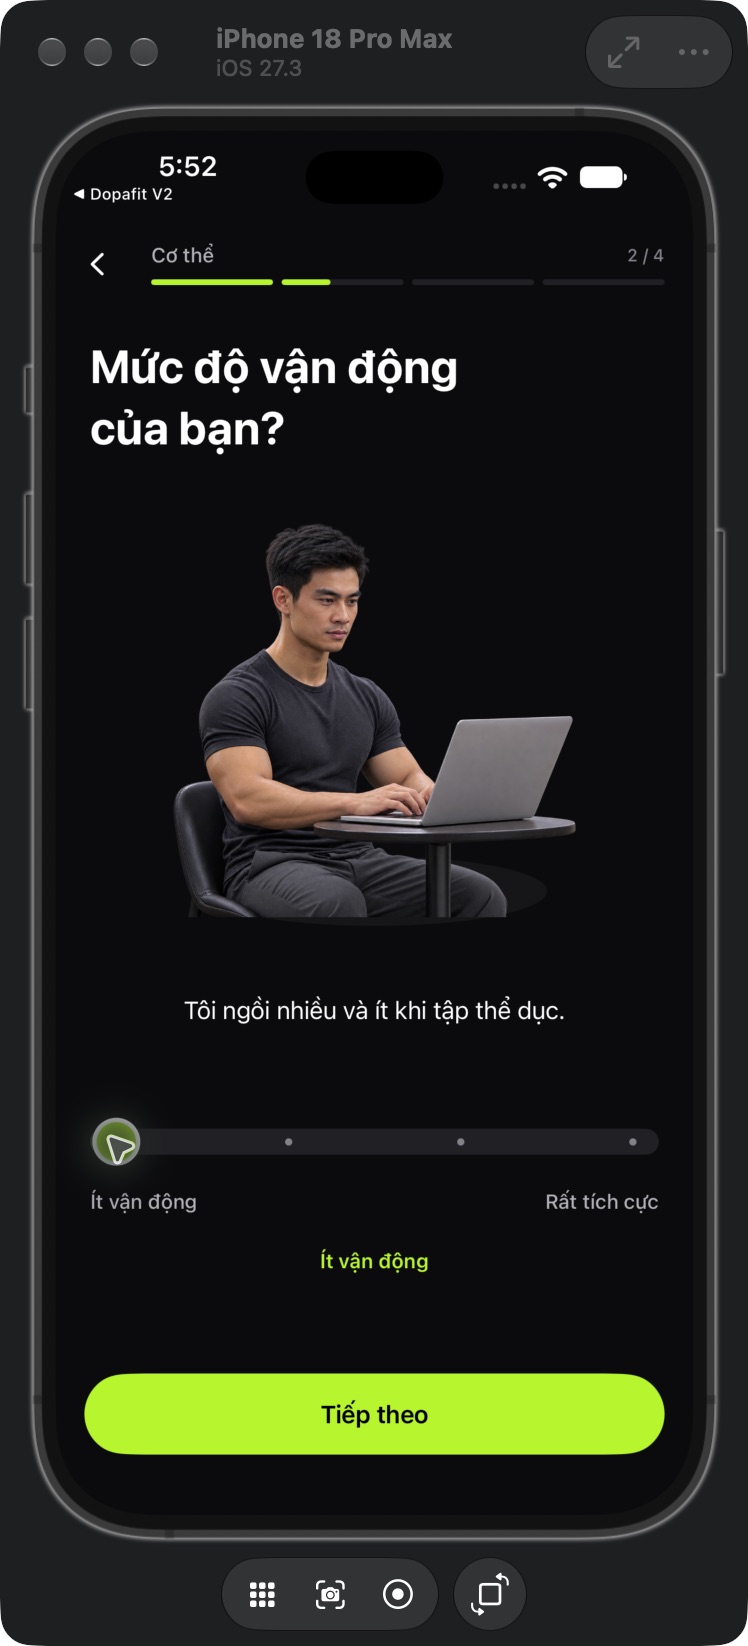 iPhone 18 Pro Max
iOS 27.3
5:52
◀ Dopafit V2
Cơ thể
2 / 4
Mức độ vận động
của bạn?
Tôi ngồi nhiều và ít khi tập thể dục.
Ít vận động
Rất tích cực
Ít vận động
Tiếp theo